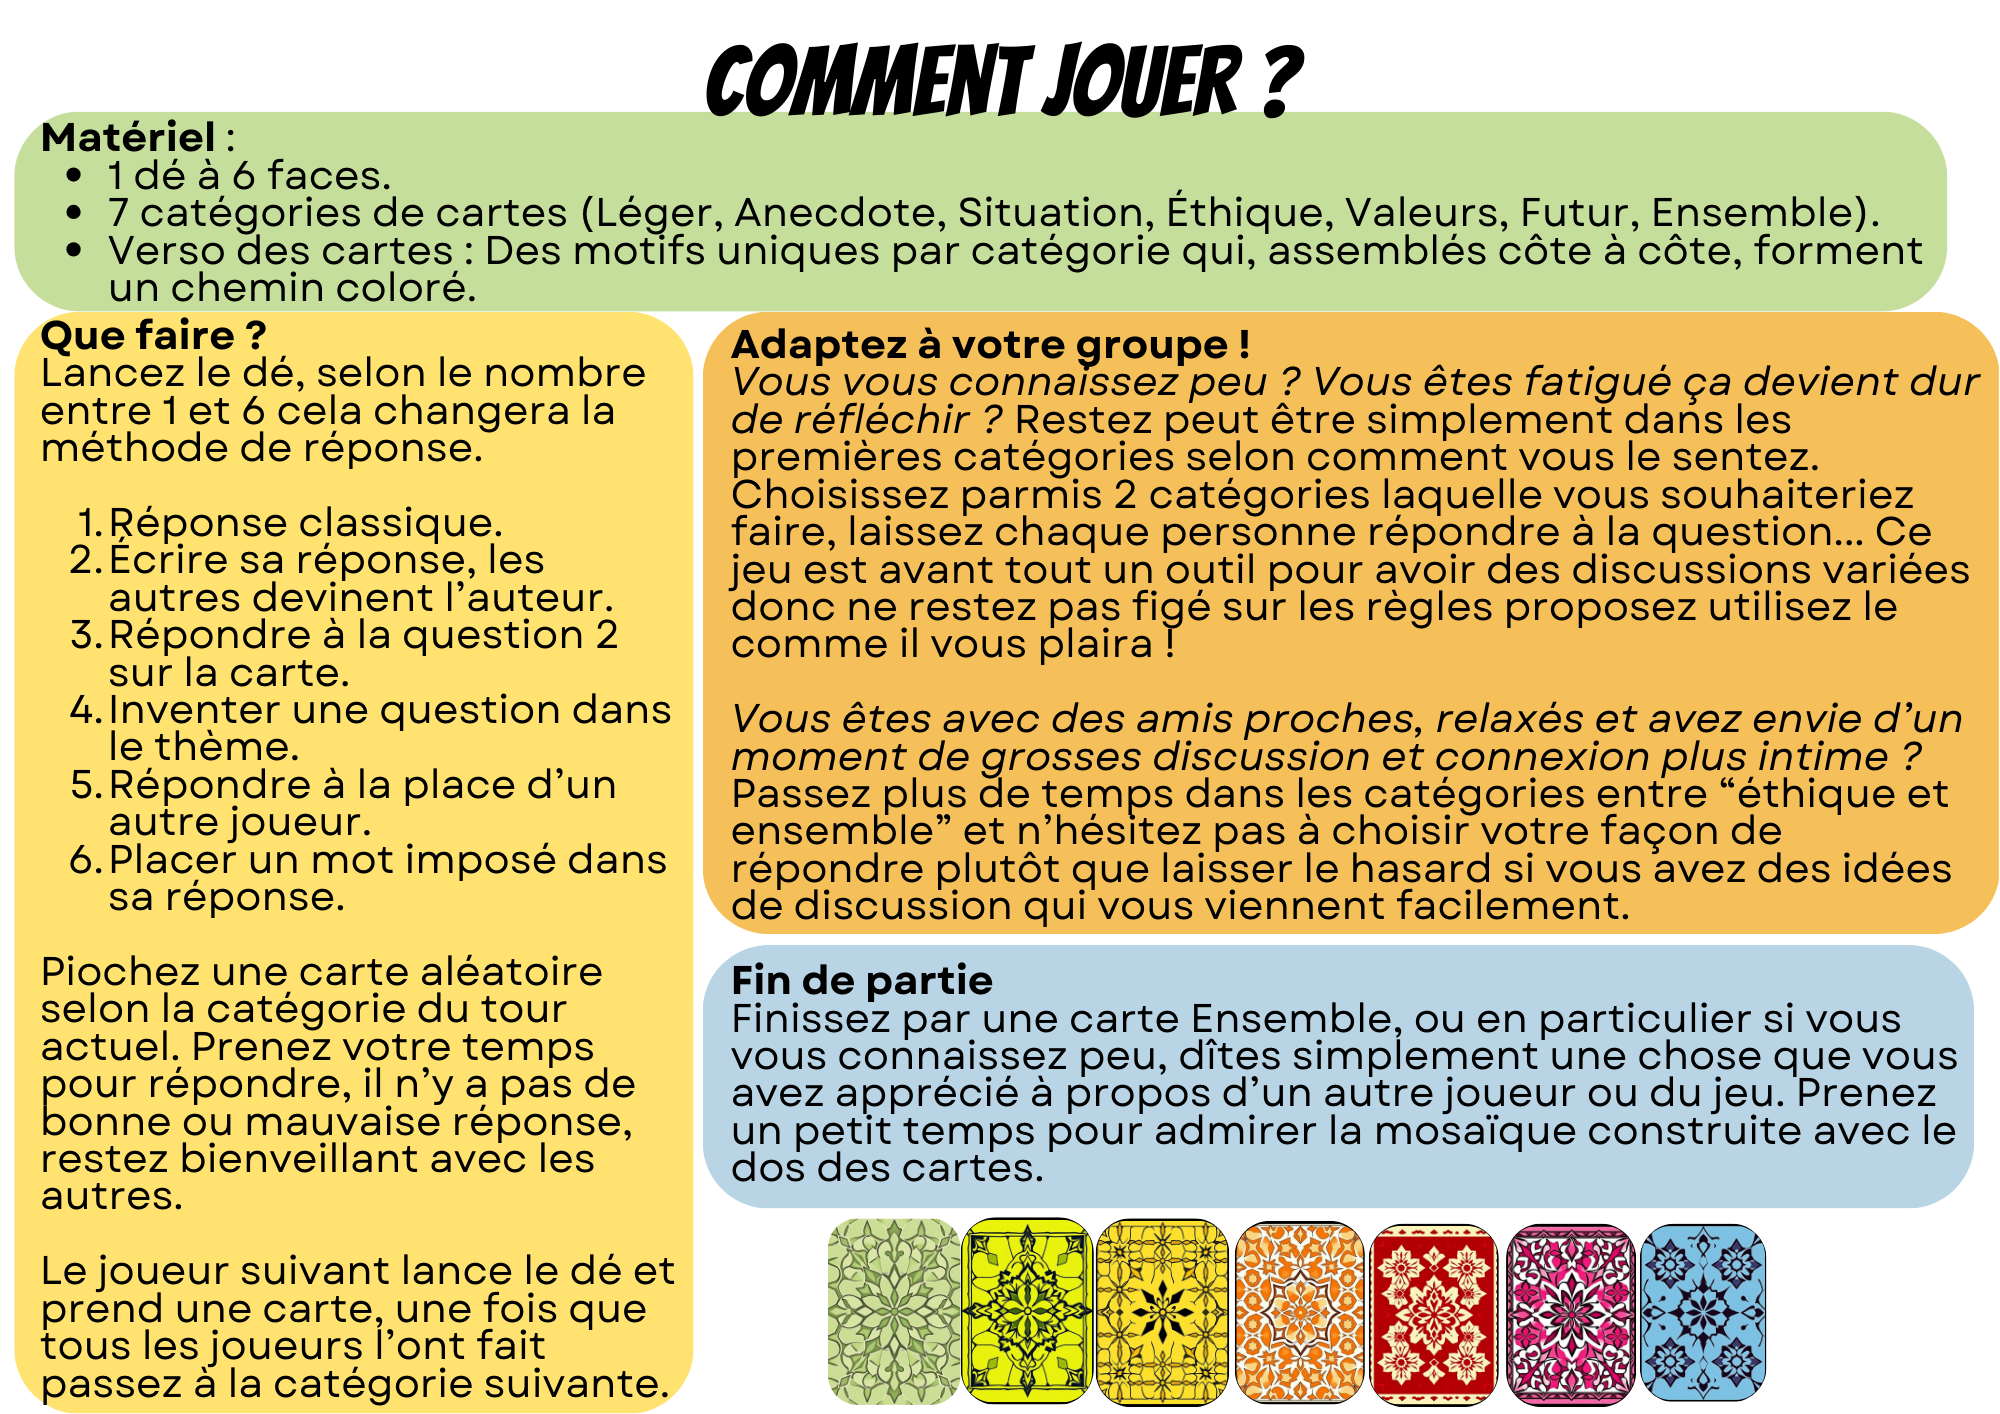 COMMENT JOUER ?
Matériel :
• 1 dé à 6 faces.
• 7 catégories de cartes (Léger, Anecdote, Situation, Éthique, Valeurs, Futur, Ensemble).
• Verso des cartes : Des motifs uniques par catégorie qui, assemblés côte à côte, forment
un chemin coloré.
Que faire ?
Lancez le dé, selon le nombre
entre 1 et 6 cela changera la
méthode de réponse.
1. Réponse classique.
2. Écrire sa réponse, les
autres devinent l’auteur.
3. Répondre à la question 2
sur la carte.
4. Inventer une question dans
le thème.
5. Répondre à la place d’un
autre joueur.
6. Placer un mot imposé dans
sa réponse.
Piochez une carte aléatoire
selon la catégorie du tour
actuel. Prenez votre temps
pour répondre, il n’y a pas de
bonne ou mauvaise réponse,
restez bienveillant avec les
autres.
Le joueur suivant lance le dé et
prend une carte, une fois que
tous les joueurs l’ont fait
passez à la catégorie suivante.
Adaptez à votre groupe !
Vous vous connaissez peu ? Vous êtes fatigué ça devient dur
de réfléchir ? Restez peut être simplement dans les
premières catégories selon comment vous le sentez.
Choisissez parmis 2 catégories laquelle vous souhaiteriez
faire, laissez chaque personne répondre à la question... Ce
jeu est avant tout un outil pour avoir des discussions variées
donc ne restez pas figé sur les règles proposez utilisez le
comme il vous plaira !
Vous êtes avec des amis proches, relaxés et avez envie d’un
moment de grosses discussion et connexion plus intime ?
Passez plus de temps dans les catégories entre “éthique et
ensemble” et n’hésitez pas à choisir votre façon de
répondre plutôt que laisser le hasard si vous avez des idées
de discussion qui vous viennent facilement.
Fin de partie
Finissez par une carte Ensemble, ou en particulier si vous
vous connaissez peu, dîtes simplement une chose que vous
avez apprécié à propos d’un autre joueur ou du jeu. Prenez
un petit temps pour admirer la mosaïque construite avec le
dos des cartes.